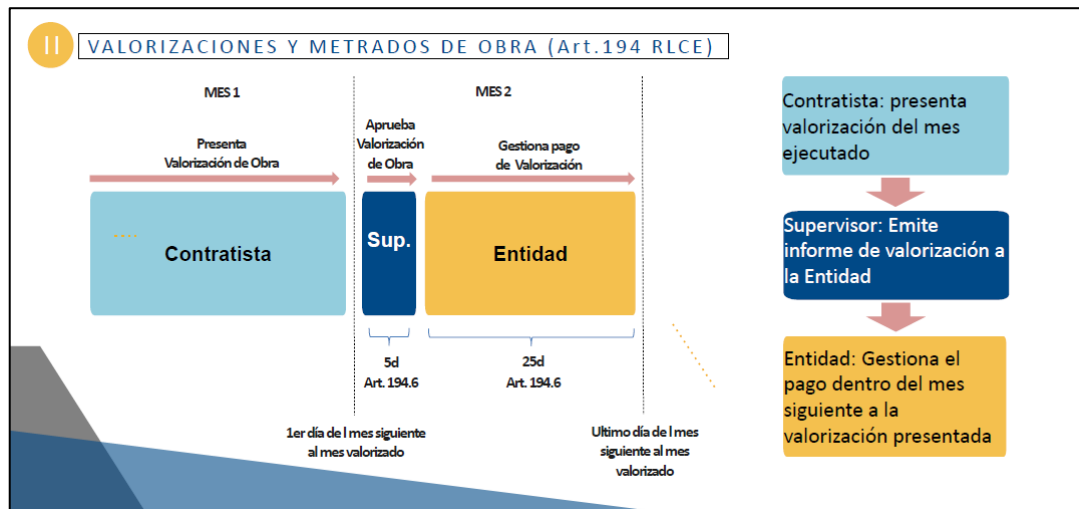 II
VALORIZACIONES Y METRADOS DE OBRA (Art.194 RLCE)
MES 1
MES 2
Presenta
Valorización de Obra
Aprueba
Valorización
de Obra
Gestiona pago
de Valorización
Contratista
Sup.
Entidad
5d
Art. 194.6
25d
Art. 194.6
1er día de l mes siguiente
al mes valorizado
Ultimo día de l mes
siguiente al mes
valorizado
Contratista: presenta
valorización del mes
ejecutado
Supervisor: Emite
informe de valorización a
la Entidad
Entidad: Gestiona el
pago dentro del mes
siguiente a la
valorización presentada